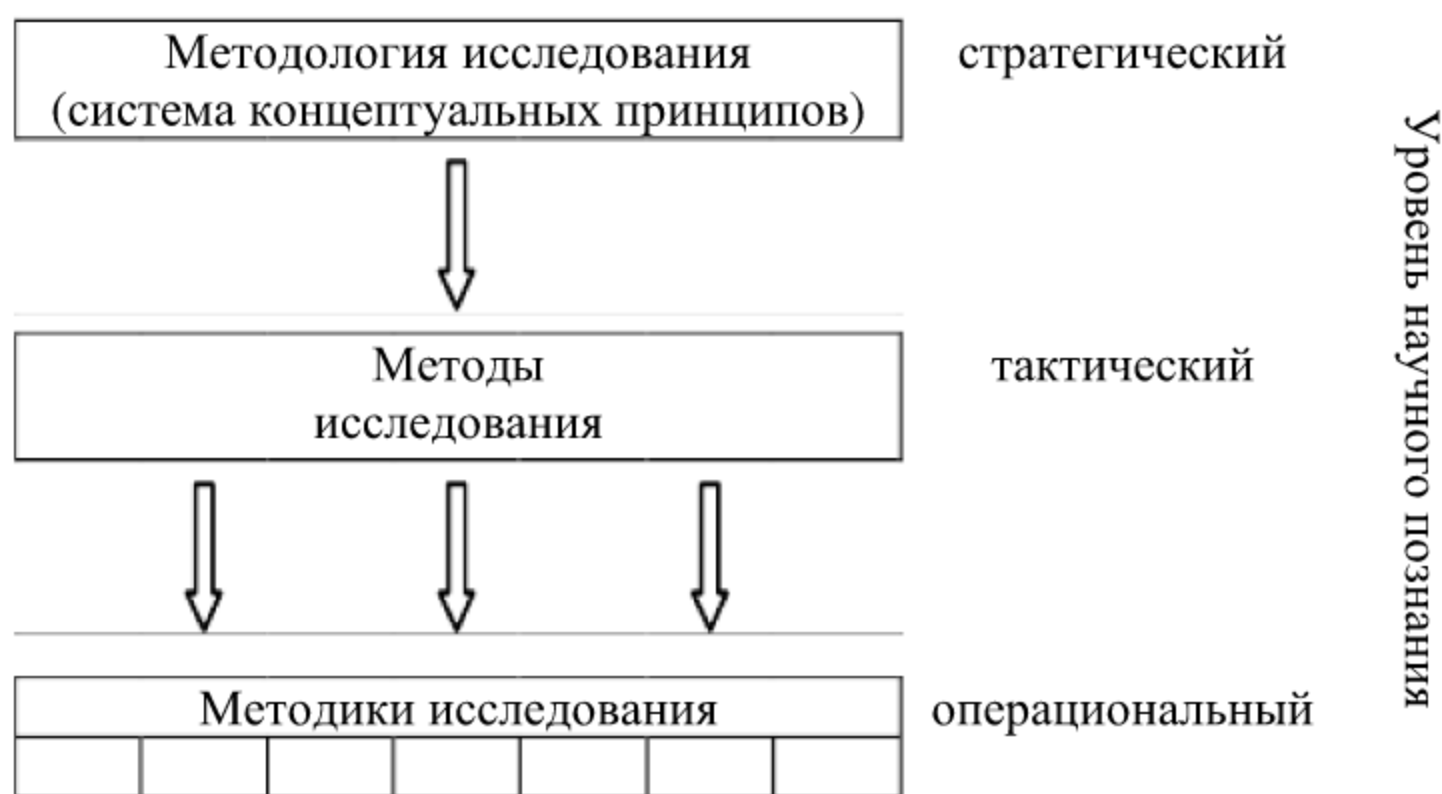 Методология исследования
(система концептуальных принципов)
стратегический
Методы
исследования
тактический
Методики исследования
операциональный
Уровень научного познания